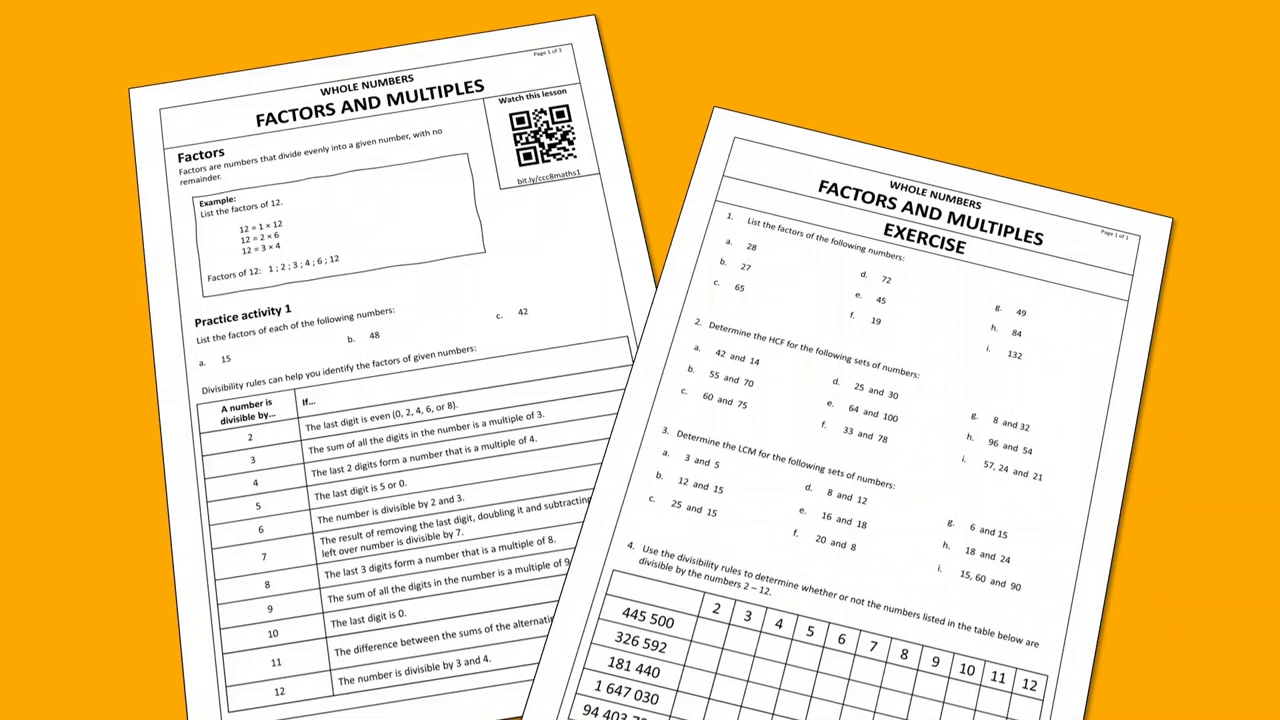 Page 1 of 3
WHOLE NUMBERS
FACTORS AND MULTIPLES
Watch this lesson
bit.ly/ccc8maths1
Factors
Factors are numbers that divide evenly into a given number, with no
remainder.
Example:
List the factors of 12.
12 = 1 × 12
12 = 2 × 6
12 = 3 × 4
Factors of 12: 1 ; 2 ; 3 ; 4 ; 6 ; 12
Practice activity 1
List the factors of each of the following numbers:
a. 15 b. 48 c. 42
Divisibility rules can help you identify the factors of given numbers:
A number is
divisible by...
If...
2 The last digit is even (0, 2, 4, 6, or 8).
3 The sum of all the digits in the number is a multiple of 3.
4 The last 2 digits form a number that is a multiple of 4.
5 The last digit is 5 or 0.
6 The number is divisible by 2 and 3.
7 The result of removing the last digit, doubling it and subtracting
left over number is divisible by 7.
8 The last 3 digits form a number that is a multiple of 8.
9 The sum of all the digits in the number is a multiple of 9
10 The last digit is 0.
11 The difference between the sums of the
12 The number is divisible by 3 and 4.
Page 1 of 1
WHOLE NUMBERS
FACTORS AND MULTIPLES
EXERCISE
1. List the factors of the following numbers:
a. 28 d. 72 g. 49
b. 27 e. 45 h. 84
c. 65 f. 19 i. 132
2. Determine the HCF for the following sets of numbers:
a. 42 and 14 d. 25 and 30 g. 8 and 32
b. 55 and 70 e. 64 and 100 h. 96 and 54
c. 60 and 75 f. 33 and 78 i. 57, 24 and 21
3. Determine the LCM for the following sets of numbers:
a. 3 and 5 d. 8 and 12 g. 6 and 15
b. 12 and 15 e. 16 and 18 h. 18 and 24
c. 25 and 15 f. 20 and 8 i. 15, 60 and 90
4. Use the divisibility rules to determine whether or not the numbers listed in the table below are
divisible by the numbers 2 – 12.
2 3 4 5 6 7 8 9 10 11 12
445 500
326 592
181 440
1 647 030
94 403